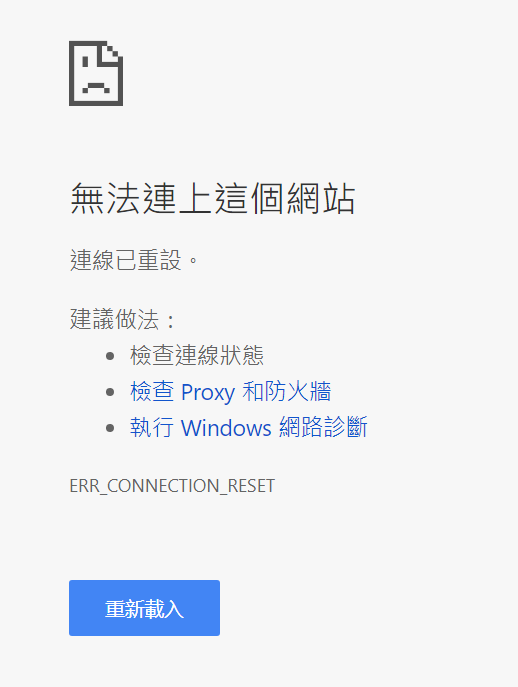 無法連上這個網站
連線已重設。
建議做法：
檢查連線狀態
檢查 Proxy 和防火牆
執行 Windows 網路診斷
ERR_CONNECTION_RESET
重新載入